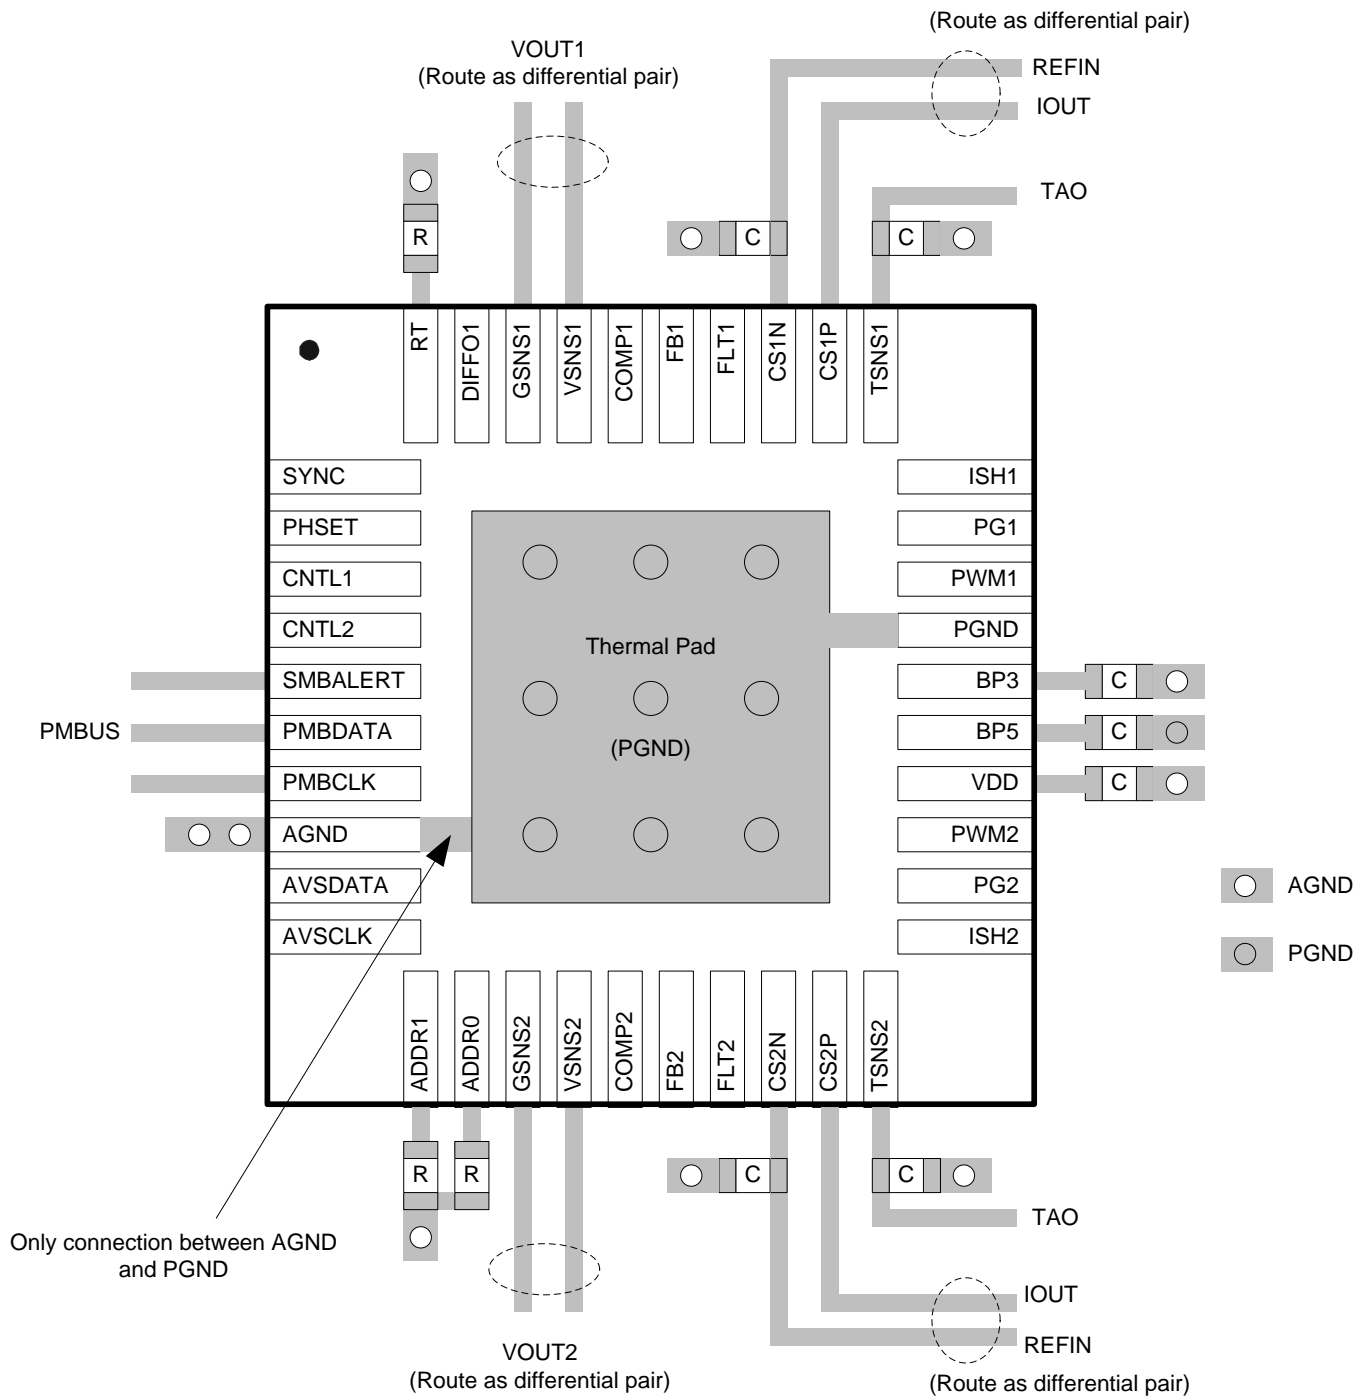 (Route as differential pair)
VOUT1
(Route as differential pair)
REFIN
IOUT
TAO
R
C
C
RT
DIFFO1
GSNS1
VSNS1
COMP1
FB1
FLT1
CS1N
CS1P
TSNS1
SYNC
PHSET
CNTL1
CNTL2
SMBALERT
PMBDATA
PMBCLK
AGND
AVSDATA
AVSCLK
PMBUS
Thermal Pad
(PGND)
ISH1
PG1
PWM1
PGND
BP3
BP5
VDD
PWM2
PG2
ISH2
C
C
C
AGND
PGND
ADDR1
ADDR0
GSNS2
VSNS2
COMP2
FB2
FLT2
CS2N
CS2P
TSNS2
R
R
C
C
TAO
Only connection between AGND
and PGND
IOUT
REFIN
VOUT2
(Route as differential pair)
(Route as differential pair)